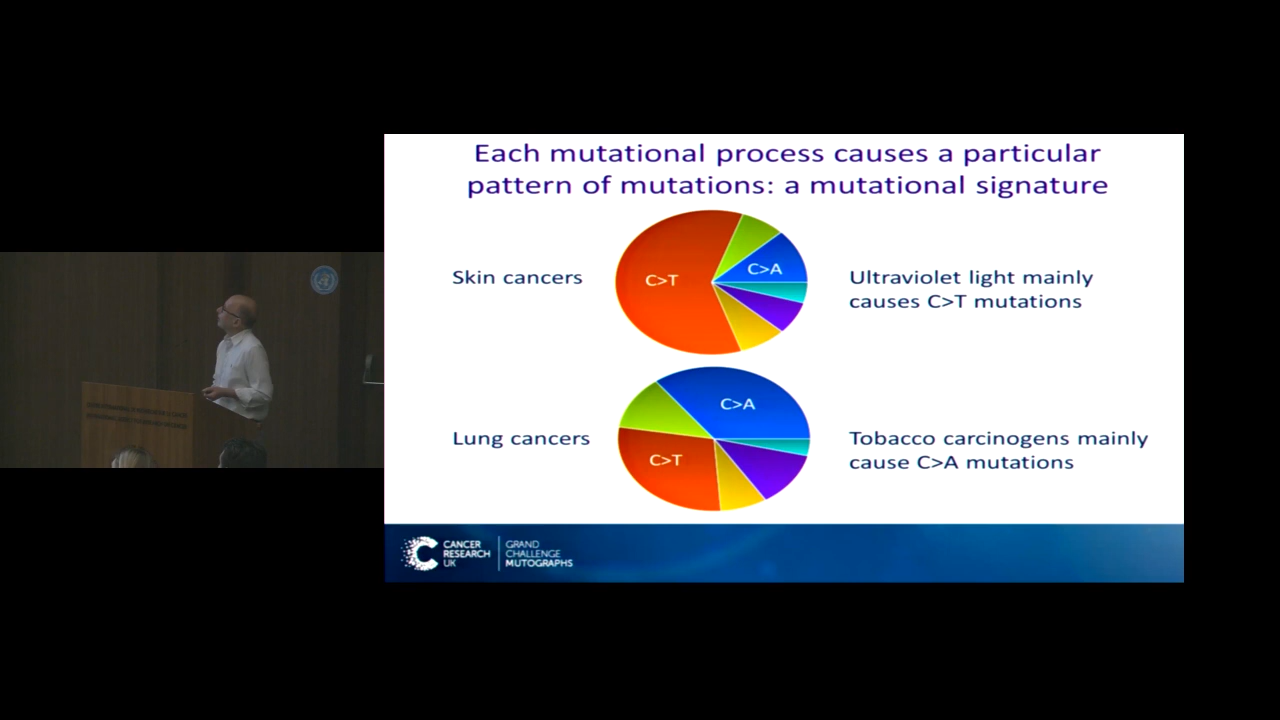 Each mutational process causes a particular
pattern of mutations: a mutational signature
Skin cancers
C>T
C>A
Ultraviolet light mainly
causes C>T mutations
Lung cancers
C>A
C>T
Tobacco carcinogens mainly
cause C>A mutations
CANCER
RESEARCH
UK
GRAND
CHALLENGE
MUTOGRAPHS